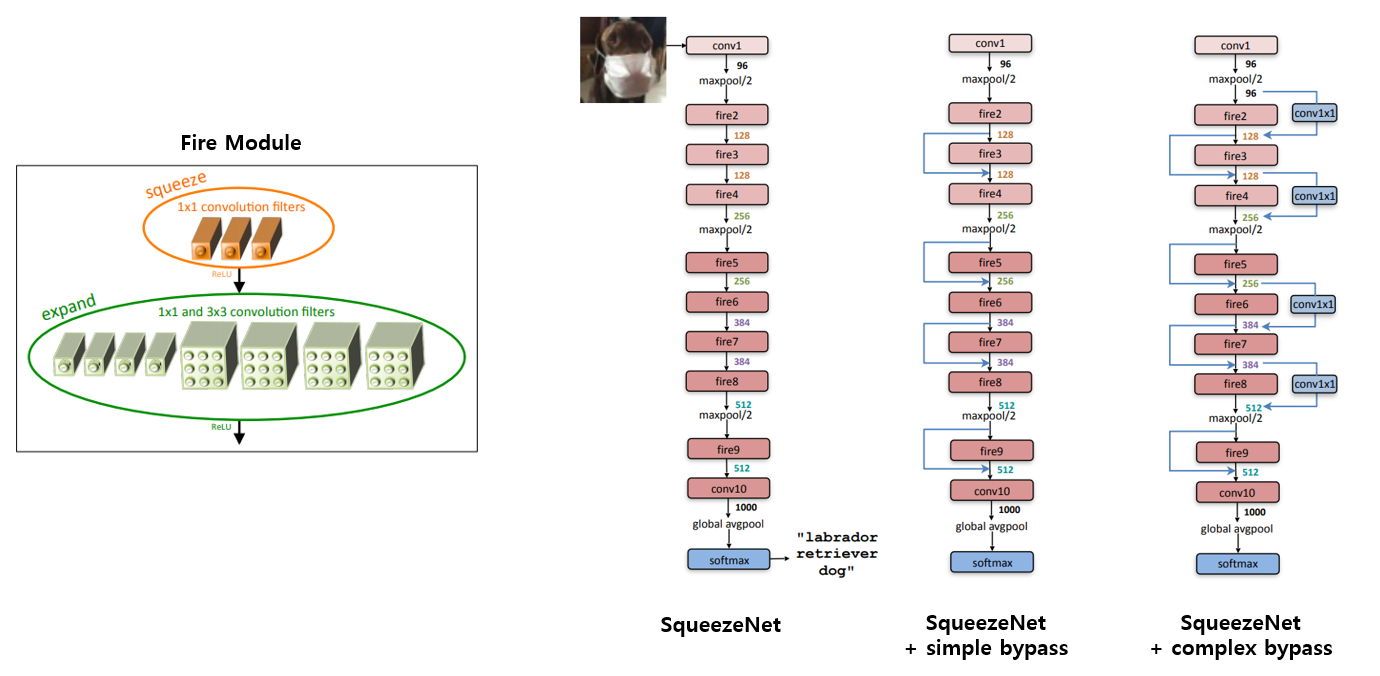 Fire Module
squeeze
1x1 convolution filters
ReLU
expand
1x1 and 3x3 convolution filters
ReLU
conv1
96
maxpool/2
fire2
128
fire3
128
fire4
256
maxpool/2
fire5
256
fire6
384
fire7
384
fire8
512
maxpool/2
fire9
512
conv10
1000
global avgpool
softmax
"labrador
retriever
dog"
SqueezeNet
conv1
96
maxpool/2
fire2
128
fire3
128
fire4
256
maxpool/2
fire5
256
fire6
384
fire7
384
fire8
512
maxpool/2
fire9
512
conv10
1000
global avgpool
softmax
SqueezeNet
+ simple bypass
conv1
96
maxpool/2
96
conv1x1
fire2
128
fire3
128
conv1x1
fire4
256
maxpool/2
fire5
256
conv1x1
fire6
384
fire7
384
conv1x1
fire8
512
maxpool/2
fire9
512
conv10
1000
global avgpool
softmax
SqueezeNet
+ complex bypass